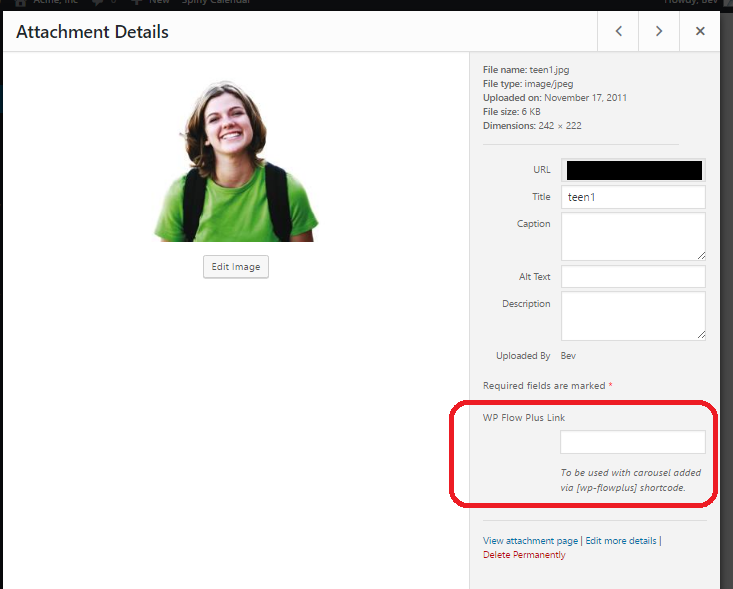 Acme, Inc New Spiny Calendar Howdy, Bev
Attachment Details
File name: teen1.jpg
File type: image/jpeg
Uploaded on: November 17, 2011
File size: 6 KB
Dimensions: 242 × 222
URL
Title teen1
Caption
Edit Image
Alt Text
Description
Uploaded By Bev
Required fields are marked *
WP Flow Plus Link
To be used with carousel added
via [wp-flowplus] shortcode.
View attachment page | Edit more details |
Delete Permanently